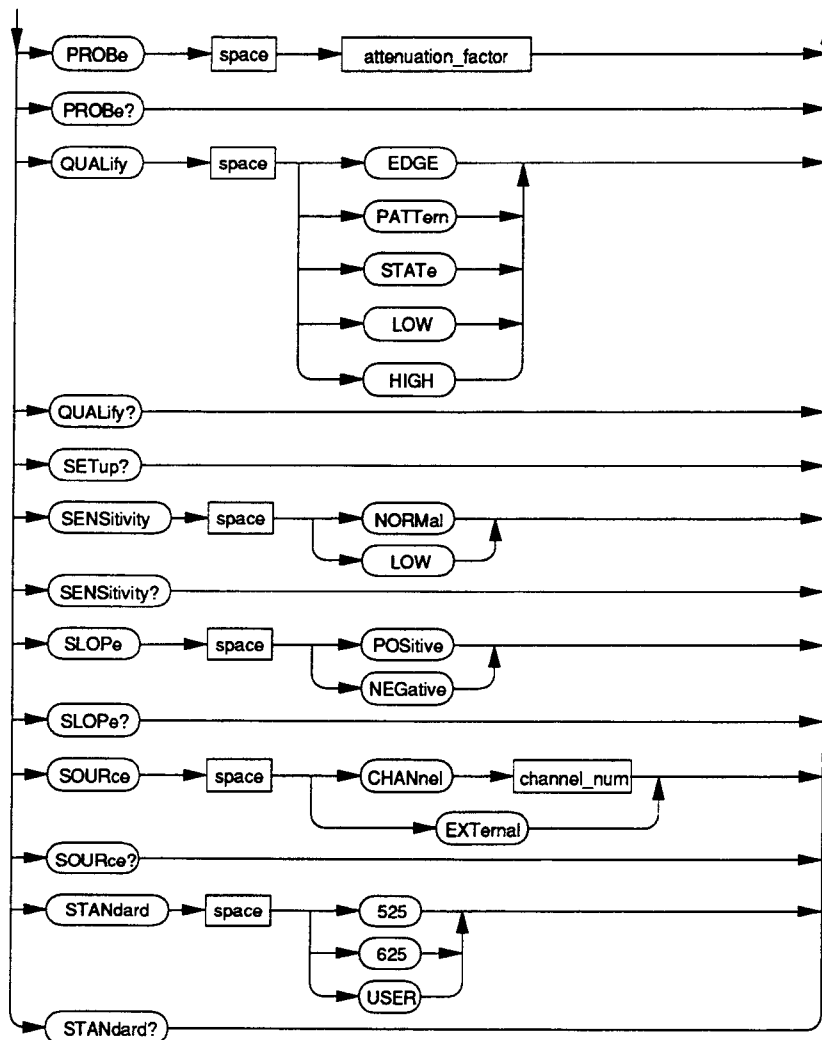 PROBe space attenuation_factor
PROBe?
QUALify space EDGE
PATTern
STATe
LOW
HIGH
QUALify?
SETup?
SENSitivity space NORMal
LOW
SENSitivity?
SLOPe space POSitive
NEGative
SLOPe?
SOURce space CHANnel channel_num
EXTernal
SOURce?
STANdard space 525
625
USER
STANdard?